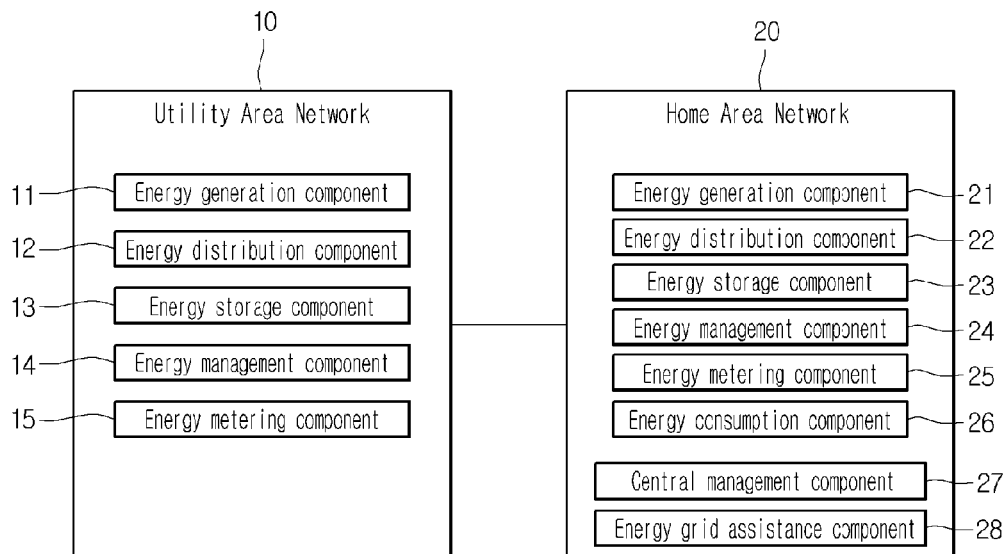 10
20
Utility Area Network
Home Area Network
11
Energy generation component
12
Energy distribution component
13
Energy storage component
14
Energy management component
15
Energy metering component
Energy generation component
21
Energy distribution component
22
Energy storage component
23
Energy management component
24
Energy metering component
25
Energy consumption component
26
Central management component
27
Energy grid assistance component
28